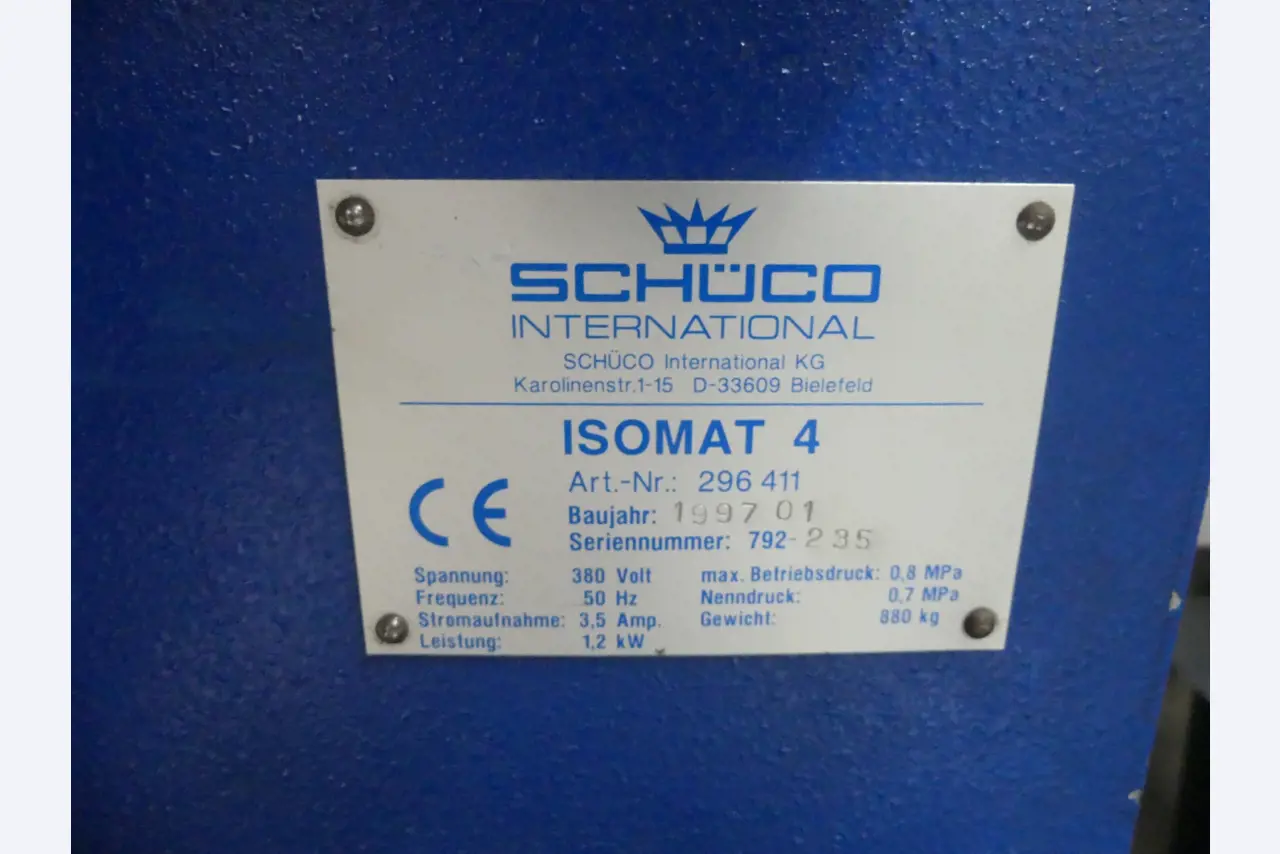 SCHÜCO
INTERNATIONAL
SCHÜCO International KG
Karolinenstr.1-15 D-33609 Bielefeld
ISOMAT 4
CE
Art.-Nr.: 296 411
Baujahr: 1997 01
Seriennummer: 792-235
Spannung: 380 Volt max. Betriebsdruck: 0,8 MPa
Frequenz: 50 Hz Nenndruck: 0,7 MPa
Stromaufnahme: 3,5 Amp. Gewicht: 880 kg
Leistung: 1,2 kW